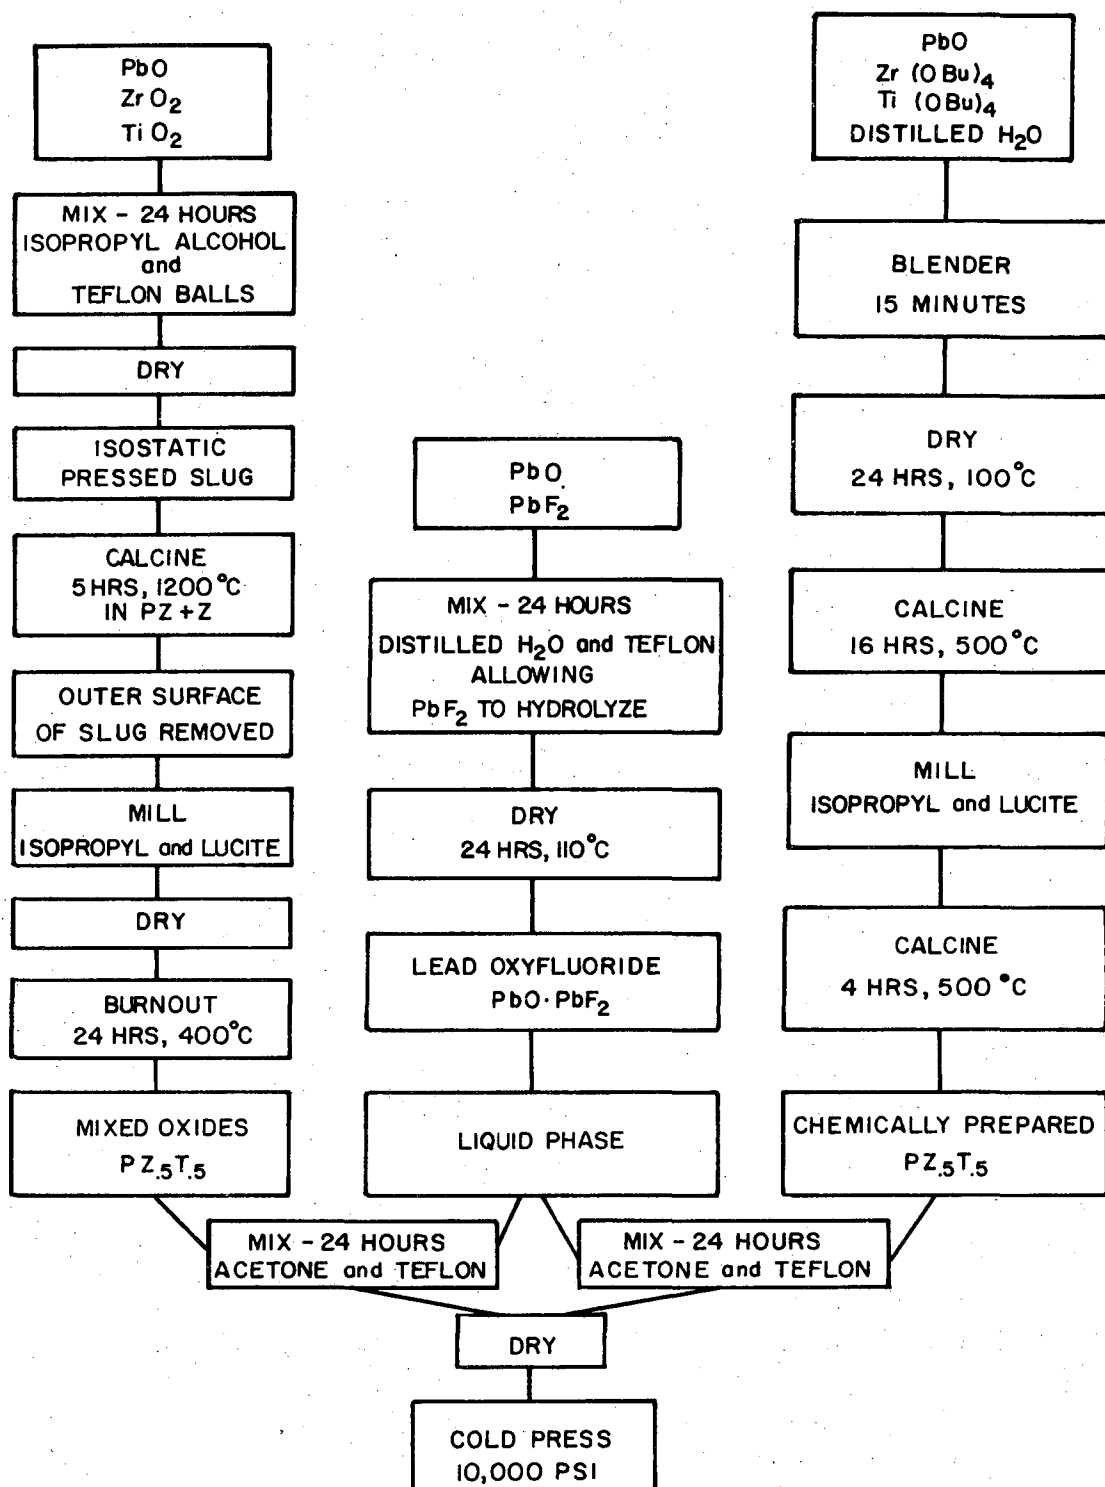 PbO
ZrO₂
TiO₂
MIX - 24 HOURS
ISOPROPYL ALCOHOL
and
TEFLON BALLS
DRY
ISOSTATIC
PRESSED SLUG
CALCINE
5 HRS, 1200°C
IN PZ + Z
OUTER SURFACE
OF SLUG REMOVED
MILL
ISOPROPYL and LUCITE
DRY
BURNOUT
24 HRS, 400°C
MIXED OXIDES
PZ.5T.5
PbO
PbF₂
MIX - 24 HOURS
DISTILLED H₂O and TEFLON
ALLOWING
PbF₂ TO HYDROLYZE
DRY
24 HRS, 110°C
LEAD OXYFLUORIDE
PbO·PbF₂
LIQUID PHASE
PbO
Zr (OBu)₄
Ti (OBu)₄
DISTILLED H₂O
BLENDER
15 MINUTES
DRY
24 HRS, 100°C
CALCINE
16 HRS, 500°C
MILL
ISOPROPYL and LUCITE
CALCINE
4 HRS, 500°C
CHEMICALLY PREPARED
PZ.5T.5
MIX - 24 HOURS
ACETONE and TEFLON
MIX - 24 HOURS
ACETONE and TEFLON
DRY
COLD PRESS
10,000 PSI